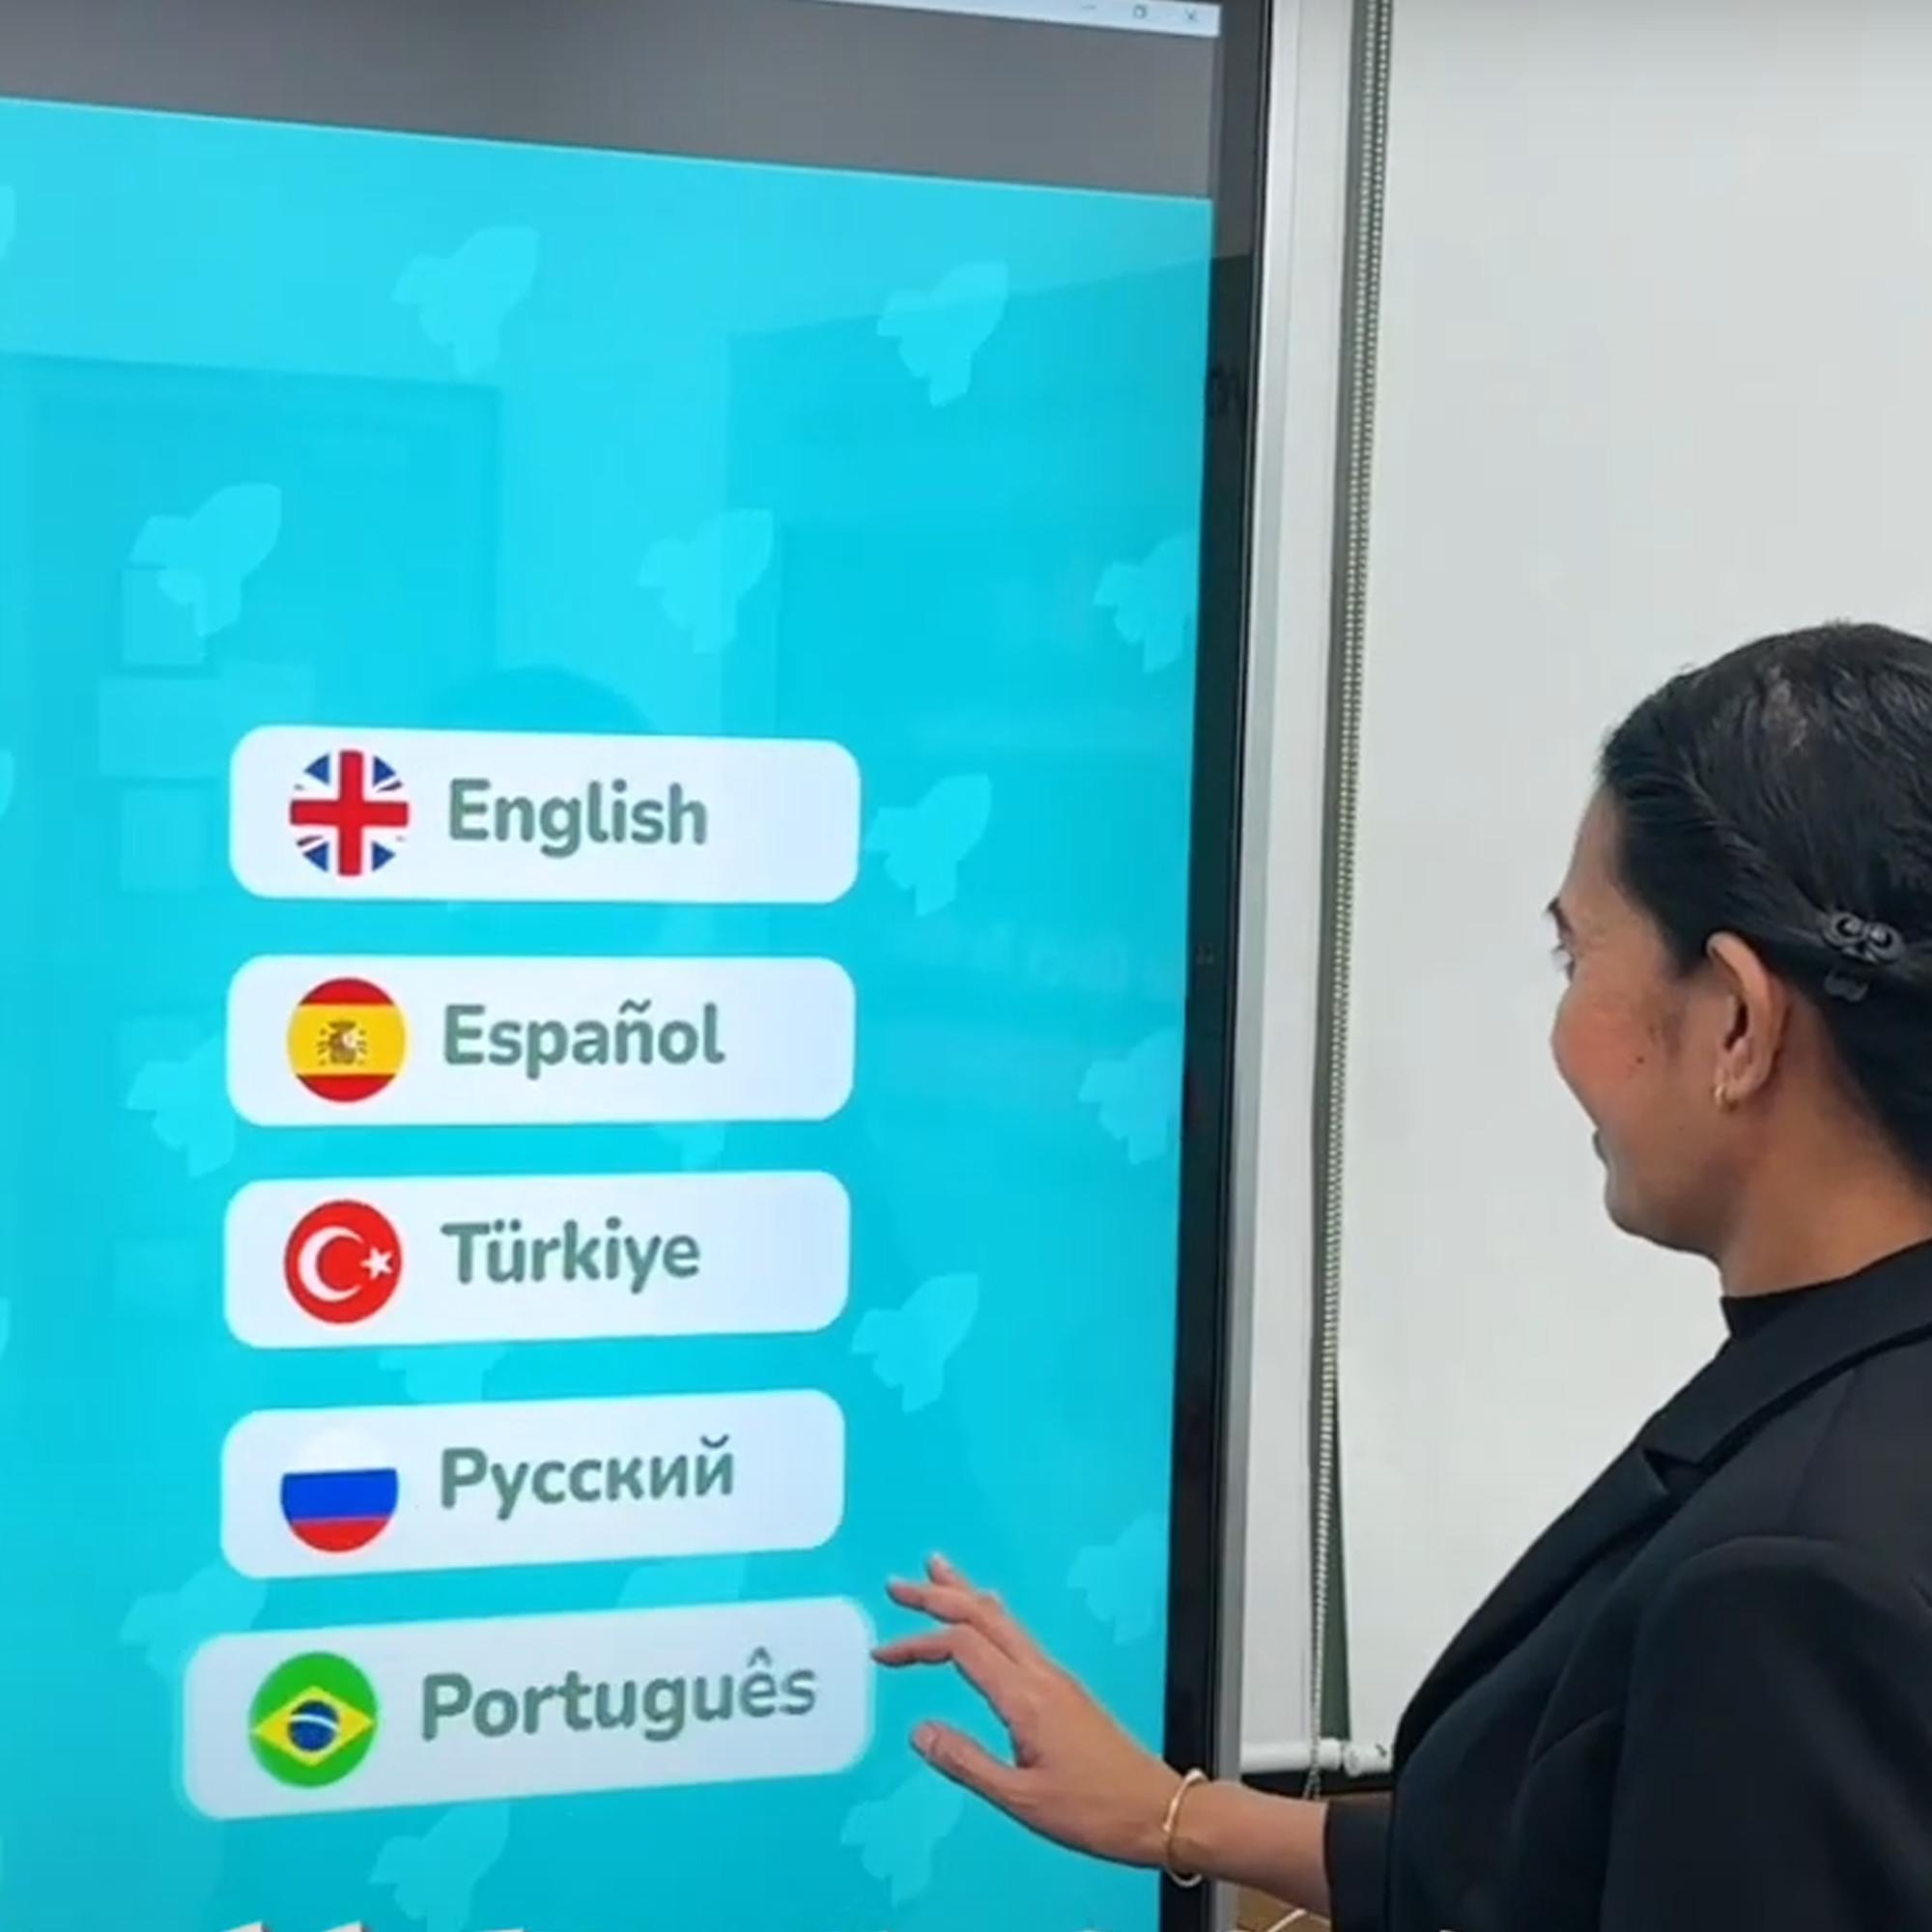 English
Español
Türkiye
Русский
Português